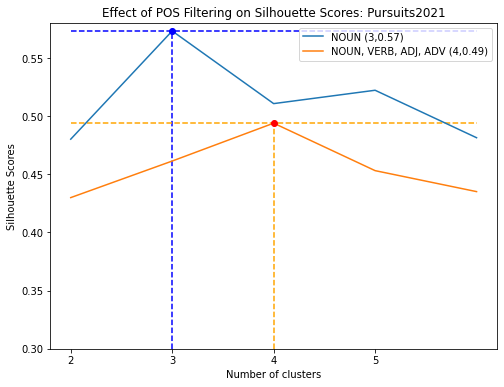 Effect of POS Filtering on Silhouette Scores: Pursuits2021
NOUN (3,0.57)
NOUN, VERB, ADJ, ADV (4,0.49)
Silhouette Scores
0.55
0.50
0.45
0.40
0.35
0.30
2 3 4 5
Number of clusters